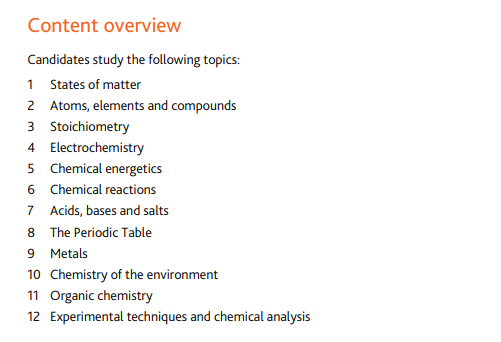 Content overview
Candidates study the following topics:
1 States of matter
2 Atoms, elements and compounds
3 Stoichiometry
4 Electrochemistry
5 Chemical energetics
6 Chemical reactions
7 Acids, bases and salts
8 The Periodic Table
9 Metals
10 Chemistry of the environment
11 Organic chemistry
12 Experimental techniques and chemical analysis